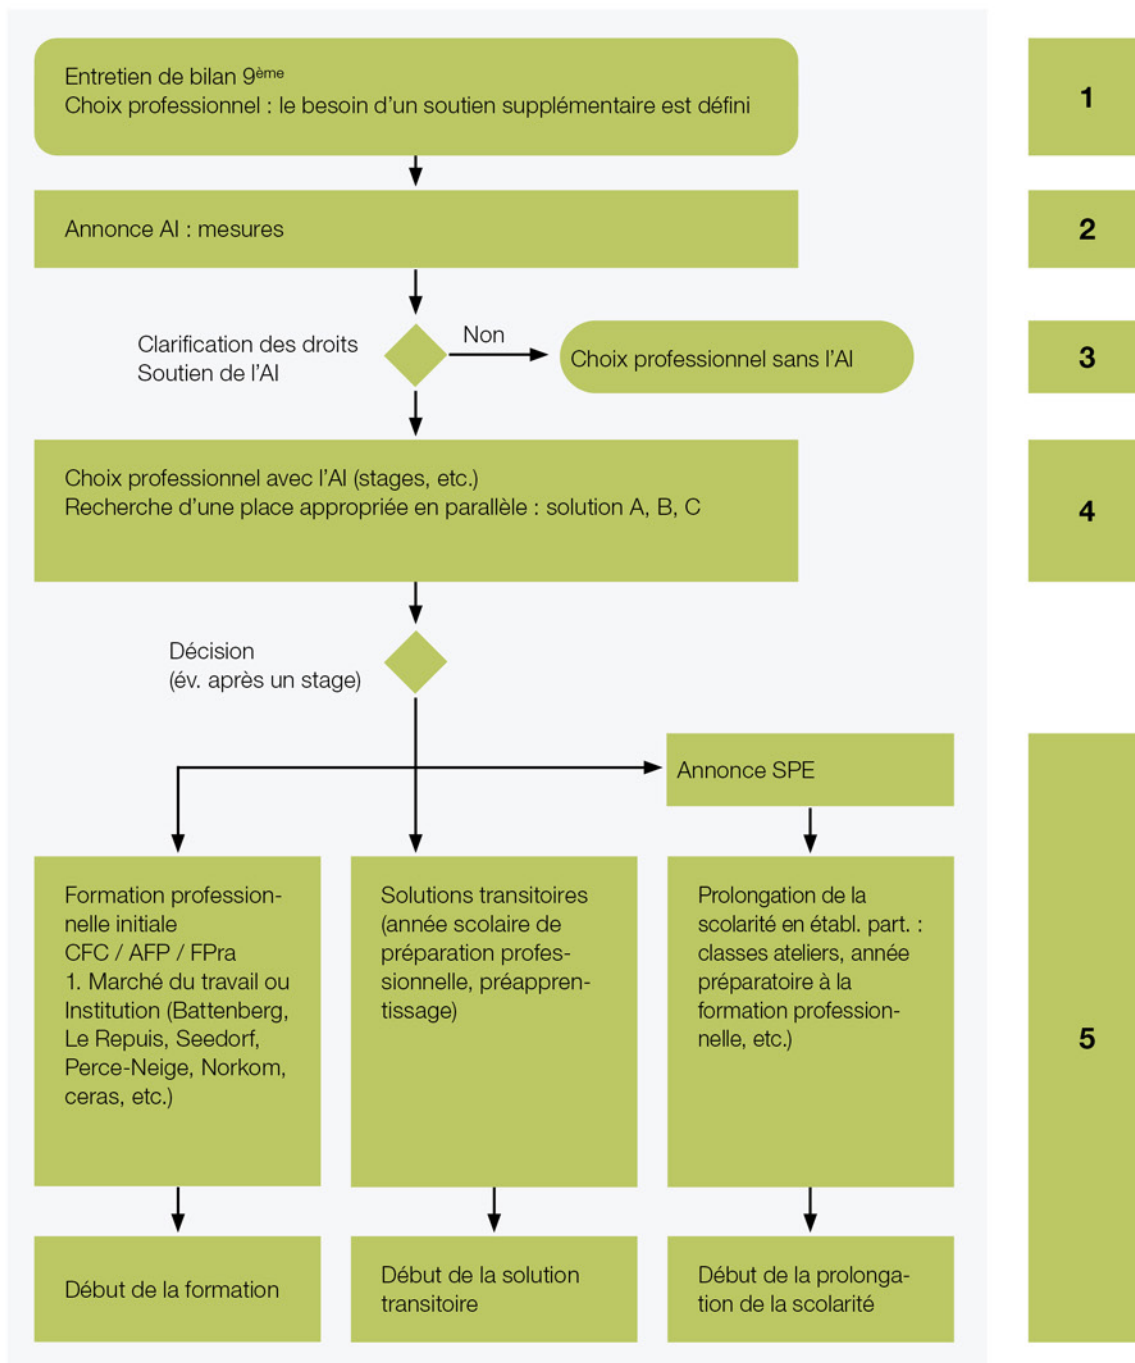 Entretien de bilan 9ème
Choix professionnel : le besoin d'un soutien supplémentaire est défini
1
Annonce AI : mesures
2
Clarification des droits
Soutien de l'AI
Non
Choix professionnel sans l'AI
3
Choix professionnel avec l'AI (stages, etc.)
Recherche d'une place appropriée en parallèle : solution A, B, C
4
Décision
(év. après un stage)
Annonce SPE
Formation profession-
nelle initiale
CFC / AFP / FPra
1. Marché du travail ou
Institution (Battenberg,
Le Repuis, Seedorf,
Perce-Neige, Norkom,
ceras, etc.)
Solutions transitoires
(année scolaire de
préparation profes-
sionnelle, préappren-
tissage)
Prolongation de la
scolarité en établ. part. :
classes ateliers, année
préparatoire à la
formation profession-
nelle, etc.)
5
Début de la formation
Début de la solution
transitoire
Début de la prolonga-
tion de la scolarité